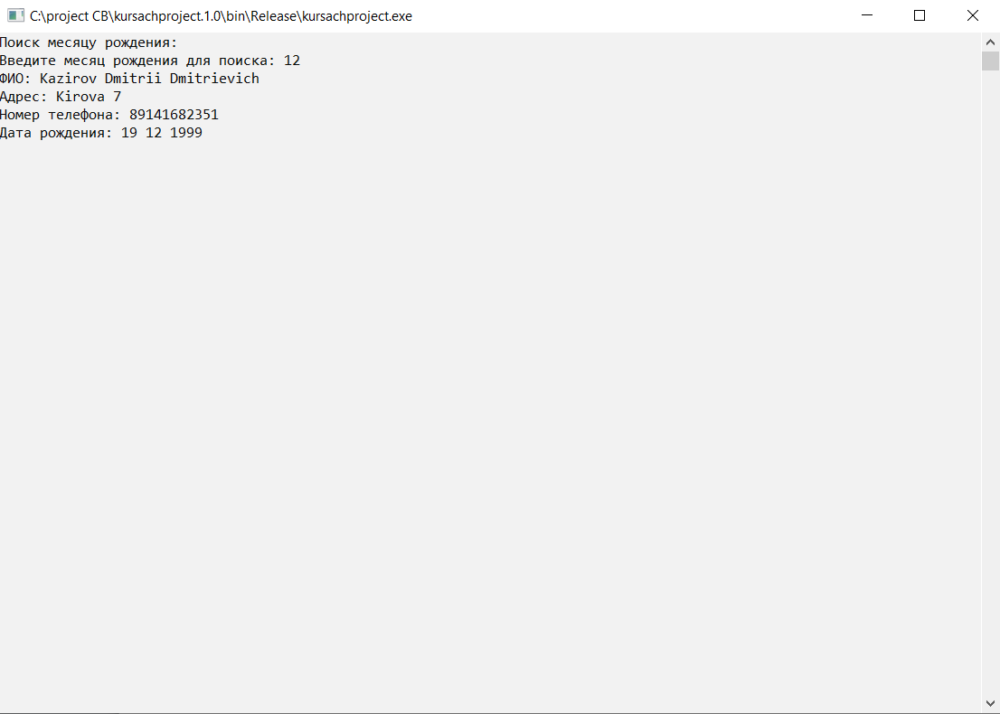 C:\project CB\kursachproject.1.0\bin\Release\kursachproject.exe
Поиск месяцу рождения:
Введите месяц рождения для поиска: 12
ФИО: Kazirov Dmitrii Dmitrievich
Адрес: Kirova 7
Номер телефона: 89141682351
Дата рождения: 19 12 1999